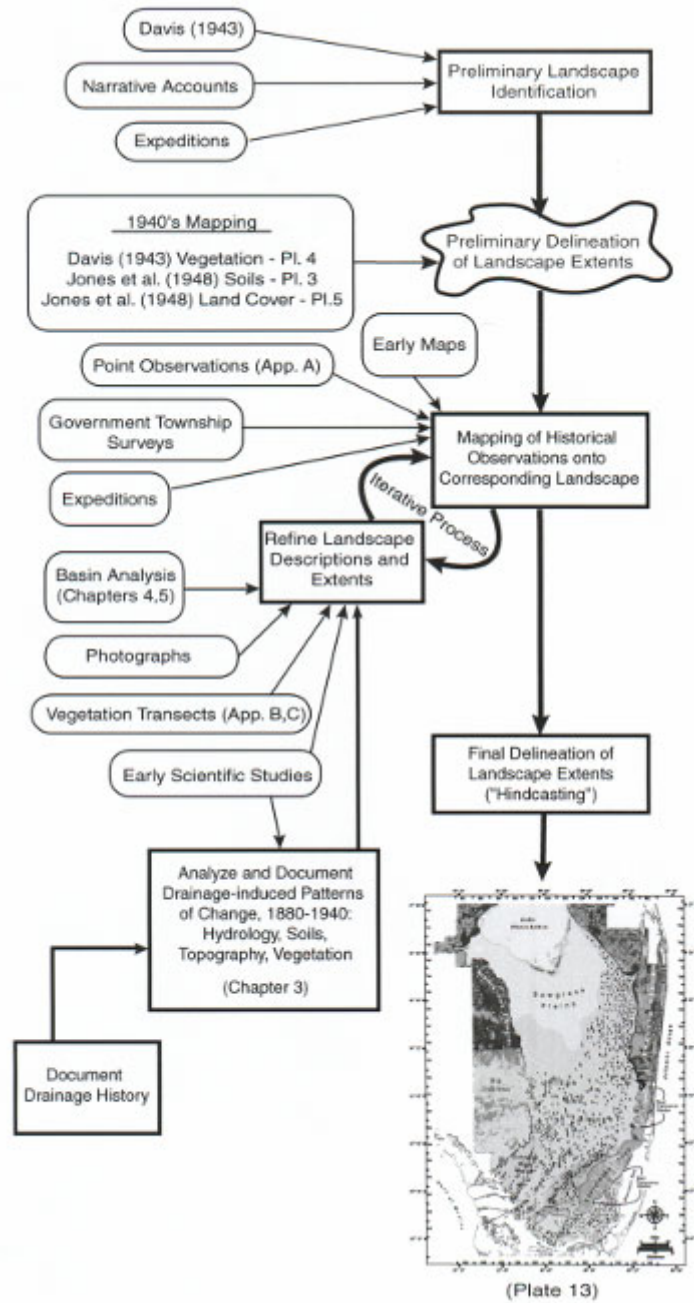 Davis (1943)
Narrative Accounts
Expeditions
Preliminary Landscape
Identification
1940's Mapping
Davis (1943) Vegetation - Pl. 4
Jones et al. (1948) Soils - Pl. 3
Jones et al. (1948) Land Cover - Pl.5
Preliminary Delineation
of Landscape Extents
Early Maps
Point Observations (App. A)
Government Township
Surveys
Expeditions
Mapping of Historical
Observations onto
Corresponding Landscape
Iterative Process
Refine Landscape
Descriptions and
Extents
Basin Analysis
(Chapters 4,5)
Photographs
Vegetation Transects (App. B,C)
Early Scientific Studies
Final Delineation of
Landscape Extents
("Hindcasting")
Analyze and Document
Drainage-induced Patterns
of Change, 1880-1940:
Hydrology, Soils,
Topography, Vegetation
(Chapter 3)
Document
Drainage History
Sawgrass
Plains
(Plate 13)